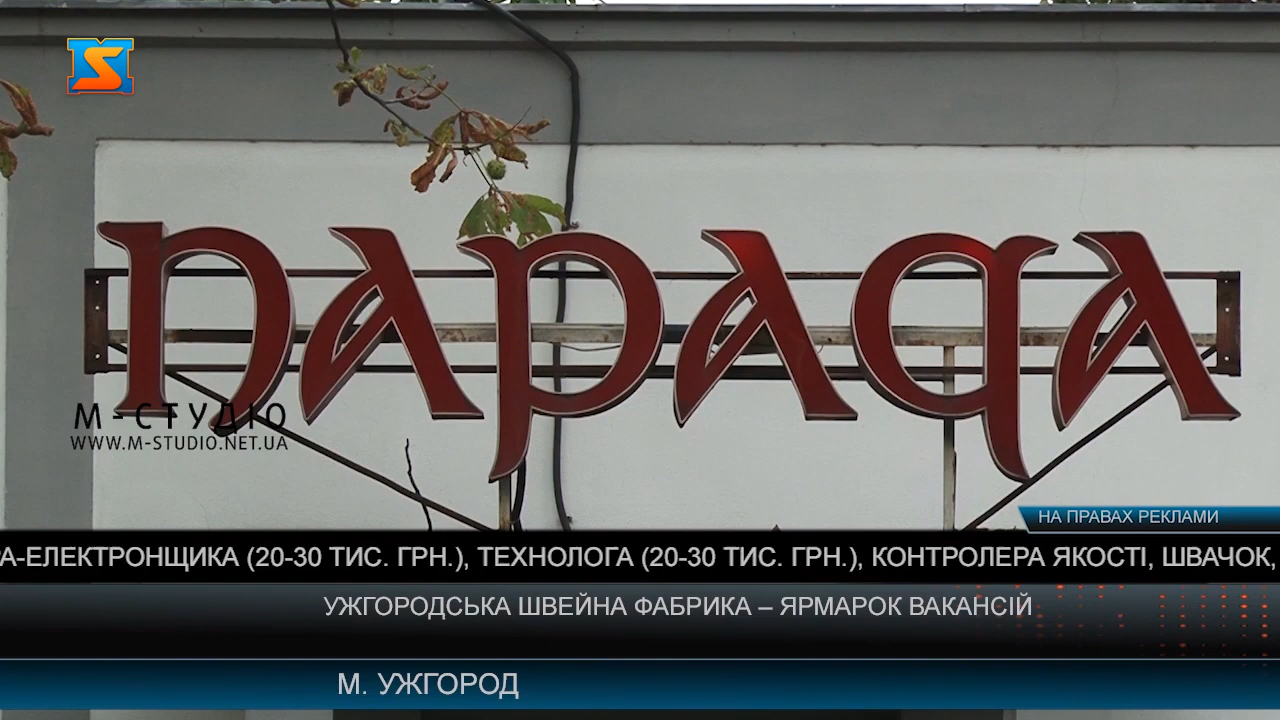 ПАРАДА
М-СТУДІО
WWW.M-STUDIO.NET.UA
НА ПРАВАХ РЕКЛАМИ
РА-ЕЛЕКТРОНЩИКА (20-30 ТИС. ГРН.), ТЕХНОЛОГА (20-30 ТИС. ГРН.), КОНТРОЛЕРА ЯКОСТІ, ШВАЧОК,
УЖГОРОДСЬКА ШВЕЙНА ФАБРИКА – ЯРМАРОК ВАКАНСІЙ
М. УЖГОРОД